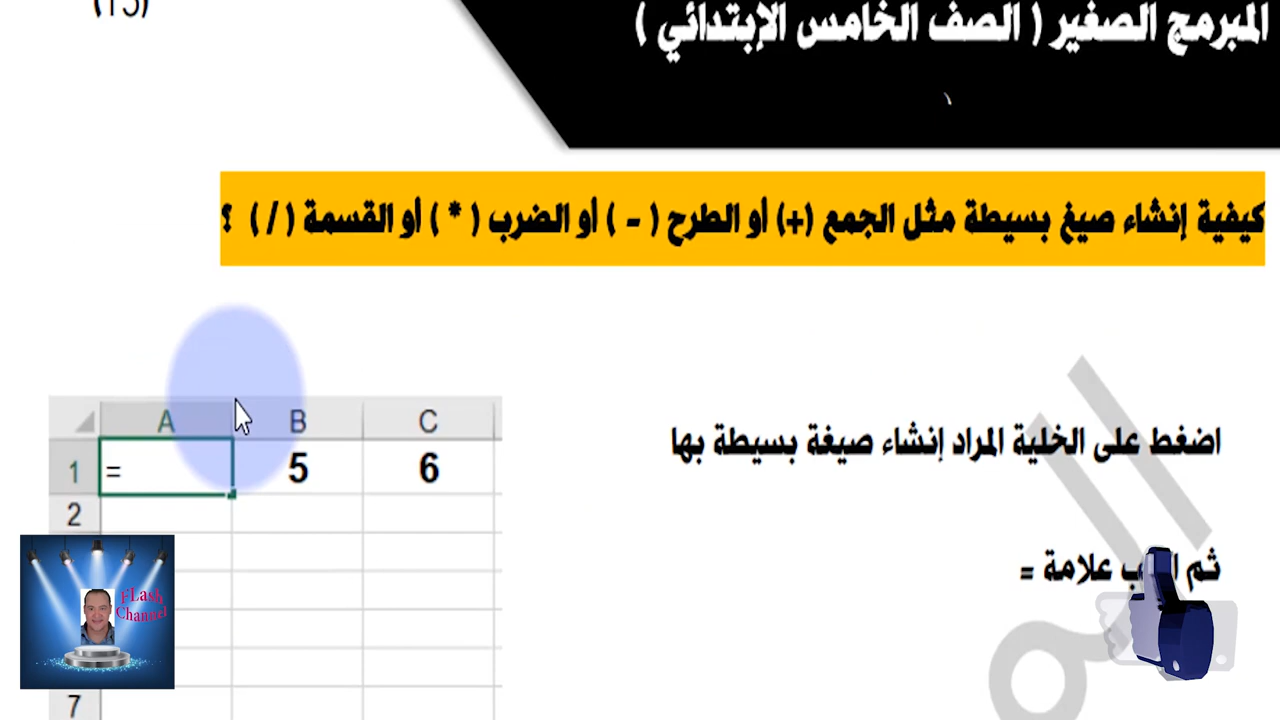 (15)
المبرمج الصغير ( الصف الخامس الإبتدائي )
كيفية إنشاء صيغ بسيطة مثل الجمع (+) أو الطرح ( - ) أو الضرب ( * ) أو القسمة ( / ) ؟
اضغط على الخلية المراد إنشاء صيغة بسيطة بها
ثم علامة =
A B C
1 = 5 6
2
7
FLash
Channel